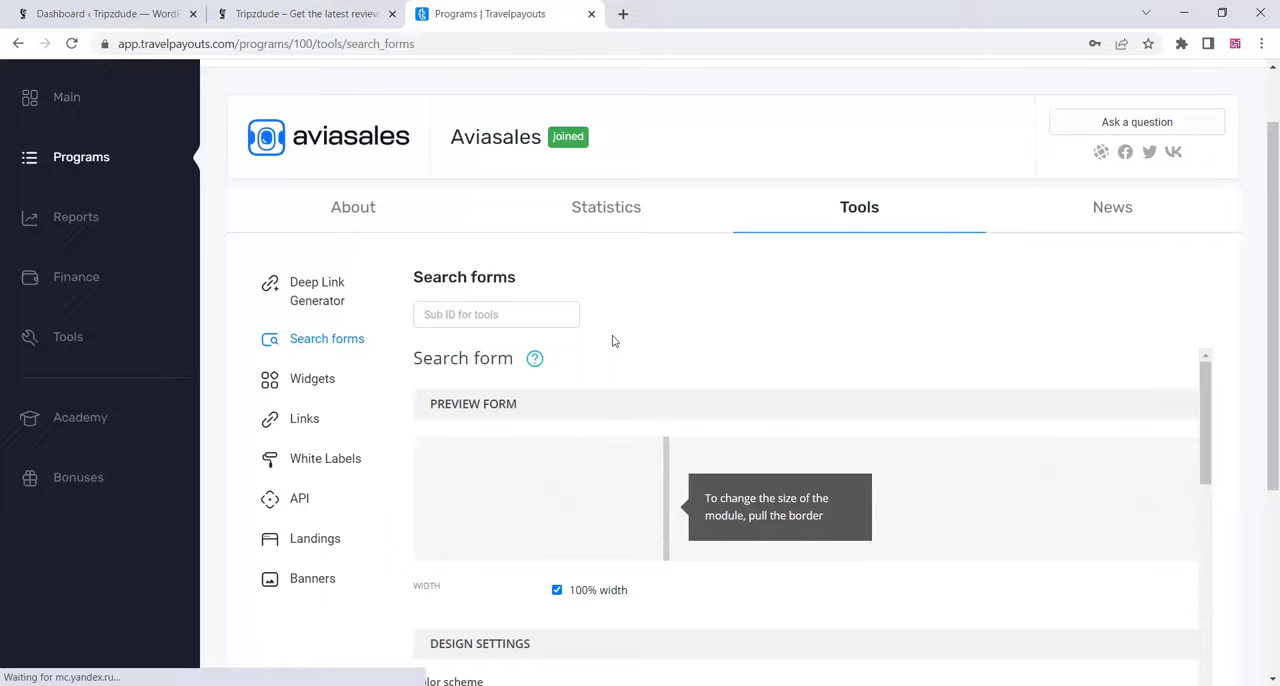 Dashboard ‹ Tripzdude — WordP
Tripzdude – Get the latest review
Programs | Travelpayouts
app.travelpayouts.com/programs/100/tools/search_forms
Main
Programs
Reports
Finance
Tools
Academy
Bonuses
aviasales
Aviasales joined
Ask a question
About
Statistics
Tools
News
Deep Link
Generator
Search forms
Widgets
Links
White Labels
API
Landings
Banners
Search forms
Sub ID for tools
Search form ?
PREVIEW FORM
To change the size of the
module, pull the border
WIDTH
100% width
DESIGN SETTINGS
olor scheme
Waiting for mc.yandex.ru...